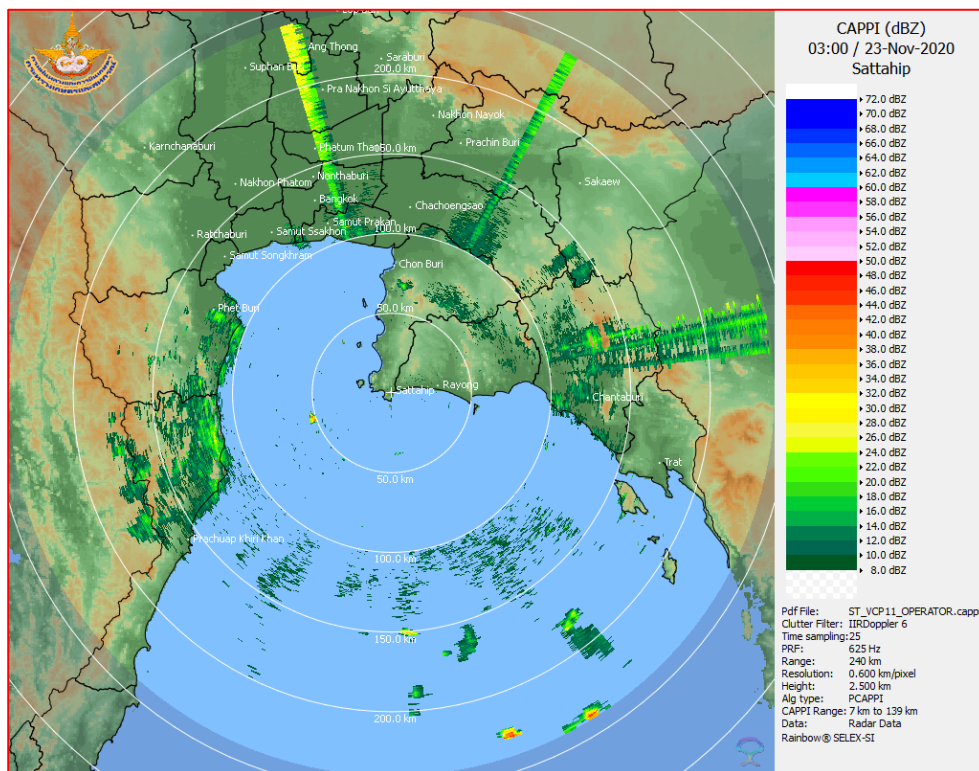 CAPPI (dBZ)
03:00 / 23-Nov-2020
Sattahip
72.0 dBZ
70.0 dBZ
68.0 dBZ
66.0 dBZ
64.0 dBZ
62.0 dBZ
60.0 dBZ
58.0 dBZ
56.0 dBZ
54.0 dBZ
52.0 dBZ
50.0 dBZ
48.0 dBZ
46.0 dBZ
44.0 dBZ
42.0 dBZ
40.0 dBZ
38.0 dBZ
36.0 dBZ
34.0 dBZ
32.0 dBZ
30.0 dBZ
28.0 dBZ
26.0 dBZ
24.0 dBZ
22.0 dBZ
20.0 dBZ
18.0 dBZ
16.0 dBZ
14.0 dBZ
12.0 dBZ
10.0 dBZ
8.0 dBZ
Pdf File: ST_VCP11_OPERATOR.capp
Clutter Filter: IIRDoppler 6
Time sampling:25
PRF: 625 Hz
Range: 240 km
Resolution: 0.600 km/pixel
Height: 2.500 km
Alg type: PCAPPI
CAPPI Range: 7 km to 139 km
Data: Radar Data
Rainbow® SELEX-SI
Ang Thong
Saraburi
Suphan Buri
200.0 km
Pra Nakhon Si Ayutthaya
Nakhon Nayok
Prachin Buri
Karnchanaburi
Phatum Thani
150.0 km
Nonthaburi
Nakhon Phatom
Sakaew
Bangkok
Chachoengsao
Samut Prakan
Samut Ssakhon
100.0 km
Ratchaburi
Samut Songkhram
Chon Buri
Phet Buri
50.0 km
Sattahip
Rayong
Chantaburi
Trat
50.0 km
Prachuap Khiri Khan
100.0 km
150.0 km
200.0 km